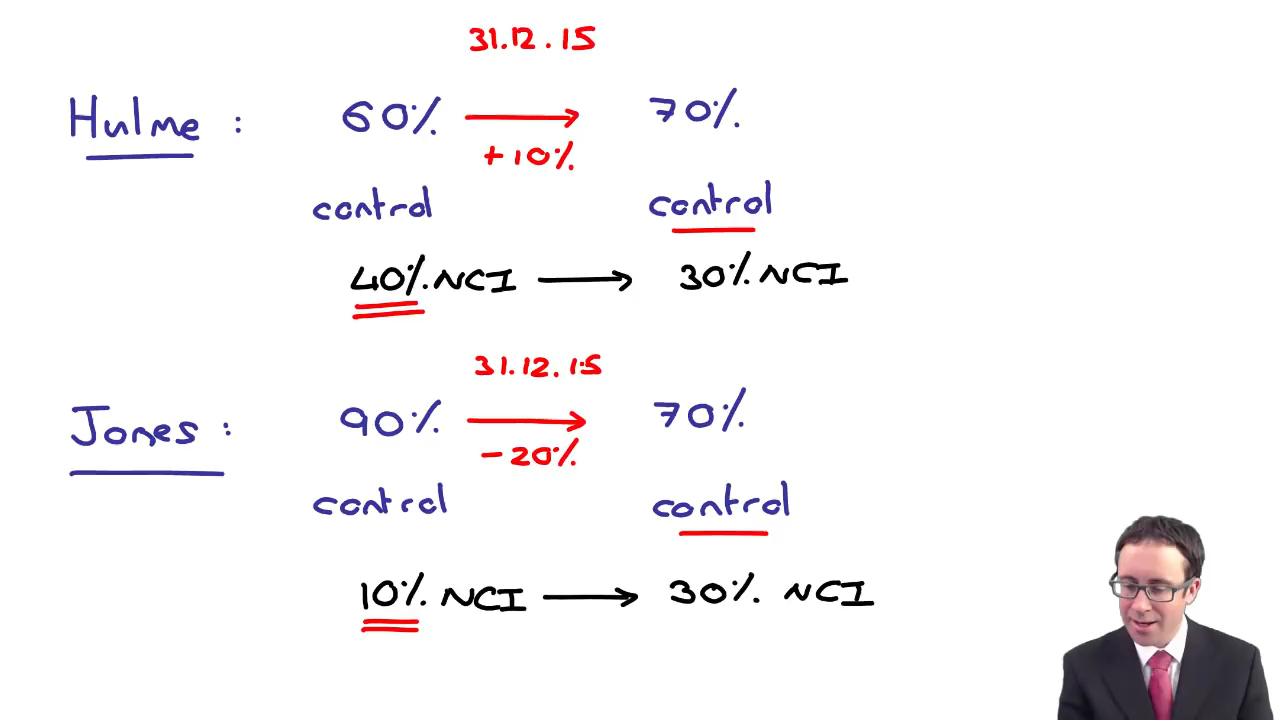 31.12.15
Hulme : 60% → 70%
+10%
control control
40% NCI → 30% NCI
31.12.15
Jones : 90% → 70%
-20%
control control
10% NCI → 30% NCI